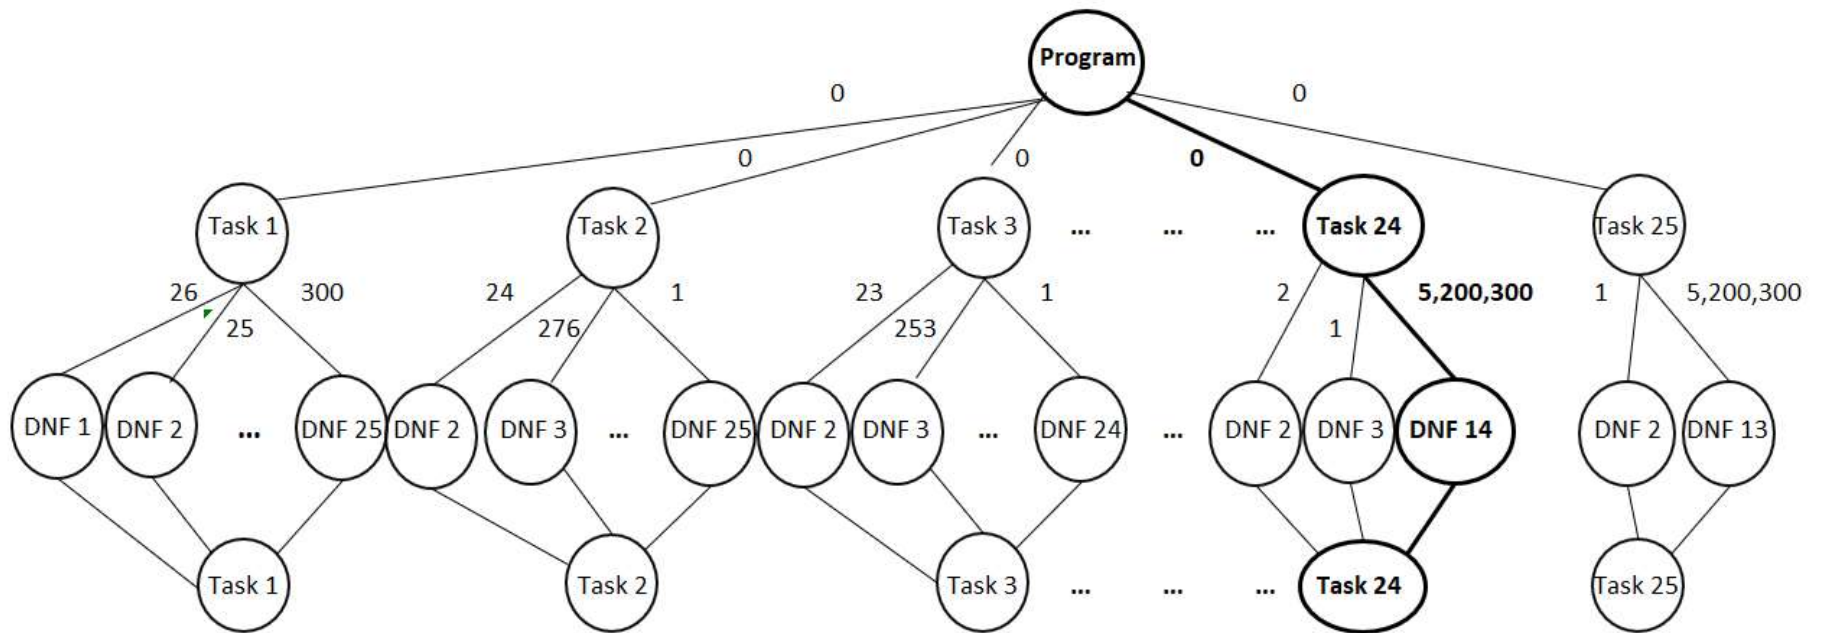 Program
0 0
0 0 0
Task 1 Task 2 Task 3 ... ... ... Task 24 Task 25
26 300 24 1 23 1 2 5,200,300 1 5,200,300
25 276 253 1
DNF 1 DNF 2 ... DNF 25 DNF 2 DNF 3 ... DNF 25 DNF 2 DNF 3 ... DNF 24 ... DNF 2 DNF 3 DNF 14 DNF 2 DNF 13
Task 1 Task 2 Task 3 ... ... ... Task 24 Task 25